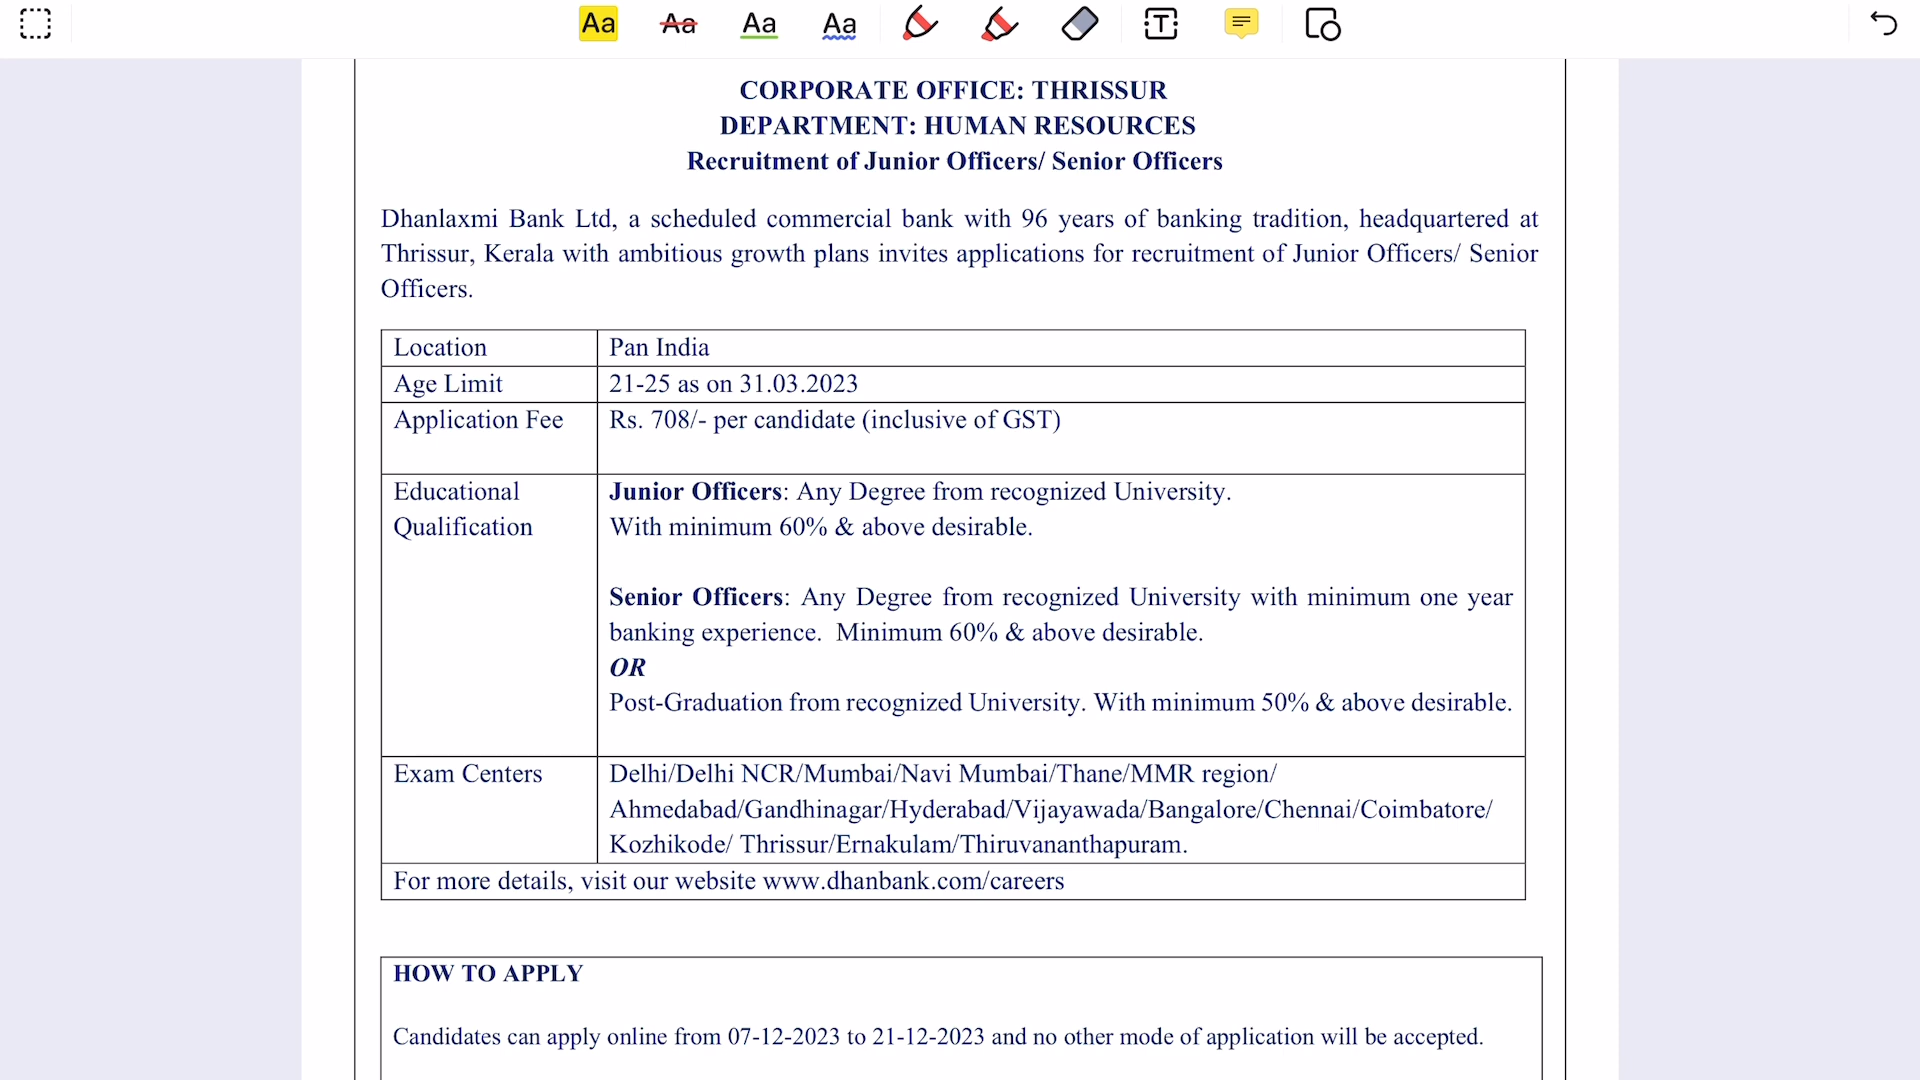 Aa Aa Aa Aa T
CORPORATE OFFICE: THRISSUR
DEPARTMENT: HUMAN RESOURCES
Recruitment of Junior Officers/ Senior Officers
Dhanlaxmi Bank Ltd, a scheduled commercial bank with 96 years of banking tradition, headquartered at
Thrissur, Kerala with ambitious growth plans invites applications for recruitment of Junior Officers/ Senior
Officers.
Location Pan India
Age Limit 21-25 as on 31.03.2023
Application Fee Rs. 708/- per candidate (inclusive of GST)
Educational Junior Officers: Any Degree from recognized University.
Qualification With minimum 60% & above desirable.
Senior Officers: Any Degree from recognized University with minimum one year
banking experience. Minimum 60% & above desirable.
OR
Post-Graduation from recognized University. With minimum 50% & above desirable.
Exam Centers Delhi/Delhi NCR/Mumbai/Navi Mumbai/Thane/MMR region/
Ahmedabad/Gandhinagar/Hyderabad/Vijayawada/Bangalore/Chennai/Coimbatore/
Kozhikode/ Thrissur/Ernakulam/Thiruvananthapuram.
For more details, visit our website www.dhanbank.com/careers
HOW TO APPLY
Candidates can apply online from 07-12-2023 to 21-12-2023 and no other mode of application will be accepted.